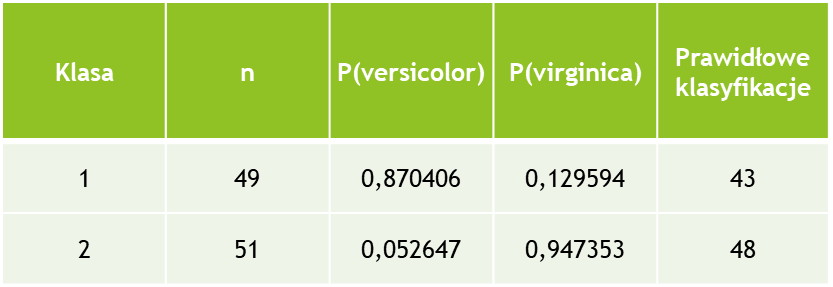 Klasa n P(versicolor) P(virginica) Prawidłowe
klasyfikacje
1 49 0,870406 0,129594 43
2 51 0,052647 0,947353 48